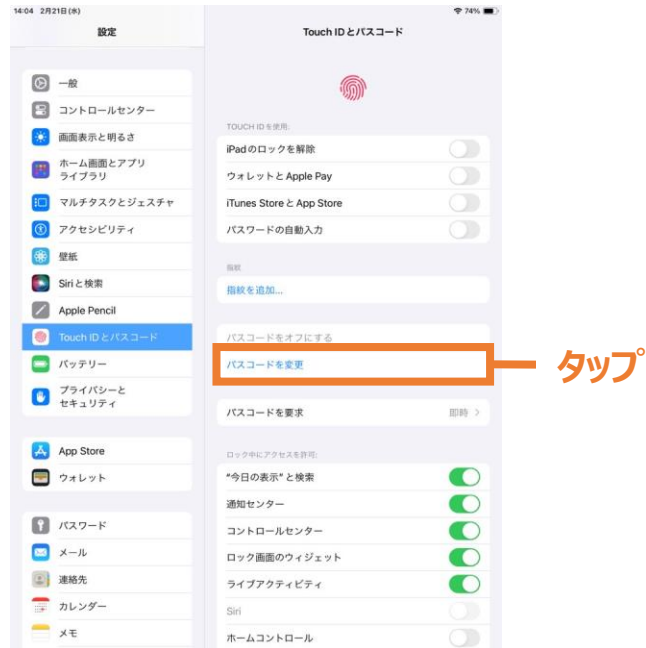 14:04 2月21日(水)
74%
設定
一般
コントロールセンター
画面表示と明るさ
ホーム画面とアプリ
ライブラリ
マルチタスクとジェスチャ
アクセシビリティ
壁紙
Siriと検索
Apple Pencil
Touch IDとパスコード
バッテリー
プライバシーと
セキュリティ
App Store
ウォレット
パスワード
メール
連絡先
カレンダー
メモ
Touch IDとパスコード
TOUCH IDを使用:
iPadのロックを解除
ウォレットとApple Pay
iTunes StoreとApp Store
パスワードの自動入力
指紋
指紋を追加...
パスコードをオフにする
パスコードを変更
タップ
パスコードを要求 即時 >
ロック中にアクセスを許可:
“今日の表示”と検索
通知センター
コントロールセンター
ロック画面のウィジェット
ライブアクティビティ
Siri
ホームコントロール